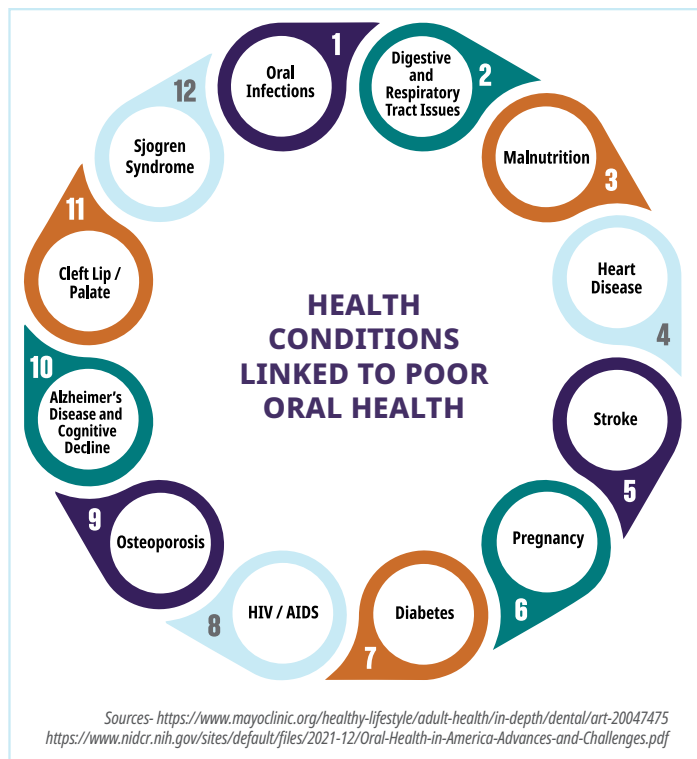 1
Oral
Infections
2
Digestive
and
Respiratory
Tract Issues
3
Malnutrition
4
Heart
Disease
5
Stroke
6
Pregnancy
7
Diabetes
8
HIV / AIDS
9
Osteoporosis
10
Alzheimer's
Disease and
Cognitive
Decline
11
Cleft Lip /
Palate
12
Sjogren
Syndrome
HEALTH
CONDITIONS
LINKED TO POOR
ORAL HEALTH
Sources- https://www.mayoclinic.org/healthy-lifestyle/adult-health/in-depth/dental/art-20047475
https://www.nidcr.nih.gov/sites/default/files/2021-12/Oral-Health-in-America-Advances-and-Challenges.pdf